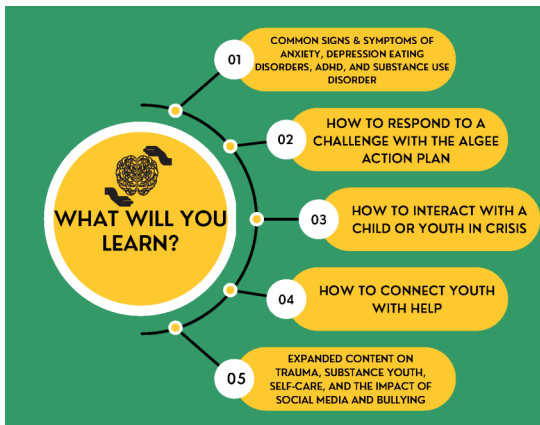 WHAT WILL YOU
LEARN?
01
COMMON SIGNS & SYMPTOMS OF
ANXIETY, DEPRESSION EATING
DISORDERS, ADHD, AND SUBSTANCE USE
DISORDER
02
HOW TO RESPOND TO A
CHALLENGE WITH THE ALGEE
ACTION PLAN
03
HOW TO INTERACT WITH A
CHILD OR YOUTH IN CRISIS
04
HOW TO CONNECT YOUTH
WITH HELP
05
EXPANDED CONTENT ON
TRAUMA, SUBSTANCE YOUTH,
SELF-CARE, AND THE IMPACT OF
SOCIAL MEDIA AND BULLYING